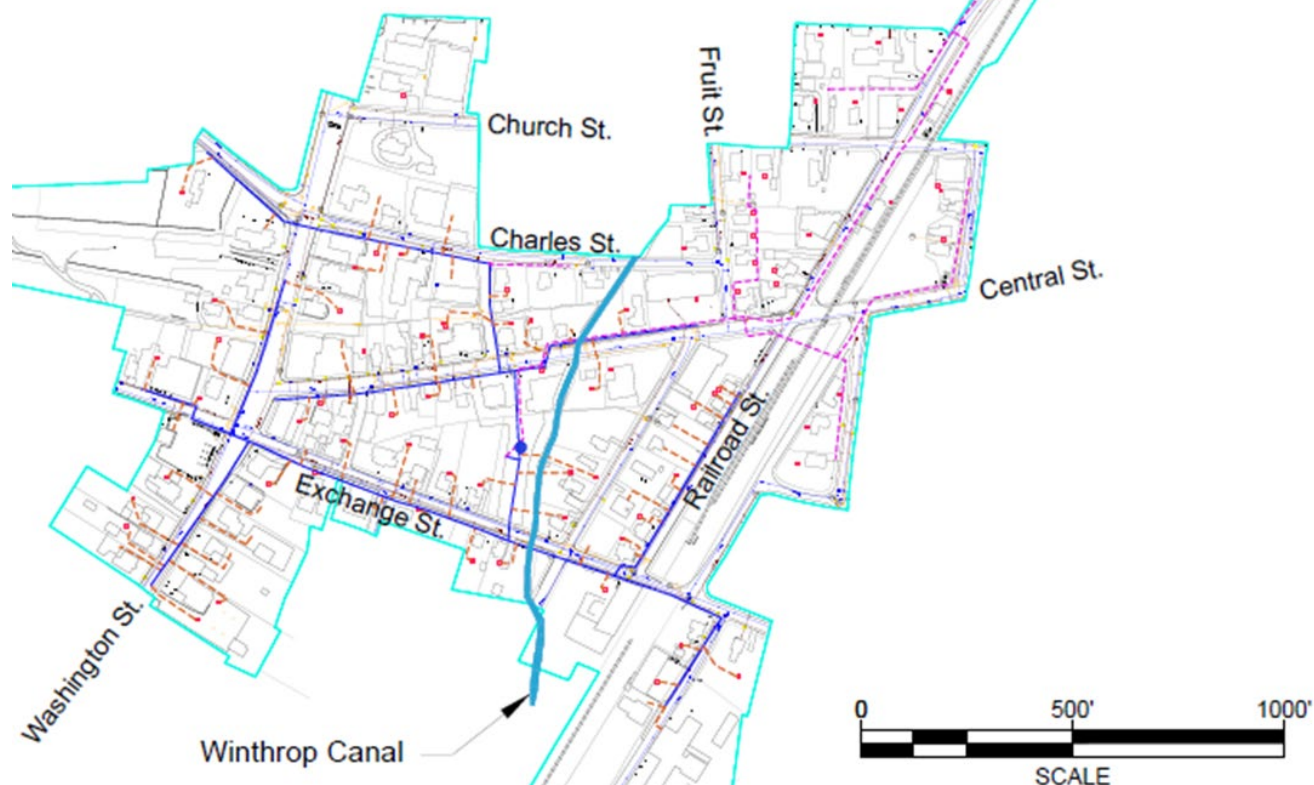 Fruit St.
Church St.
Charles St.
Central St.
Railroad St.
Exchange St.
Washington St.
Winthrop Canal
0 500' 1000'
SCALE